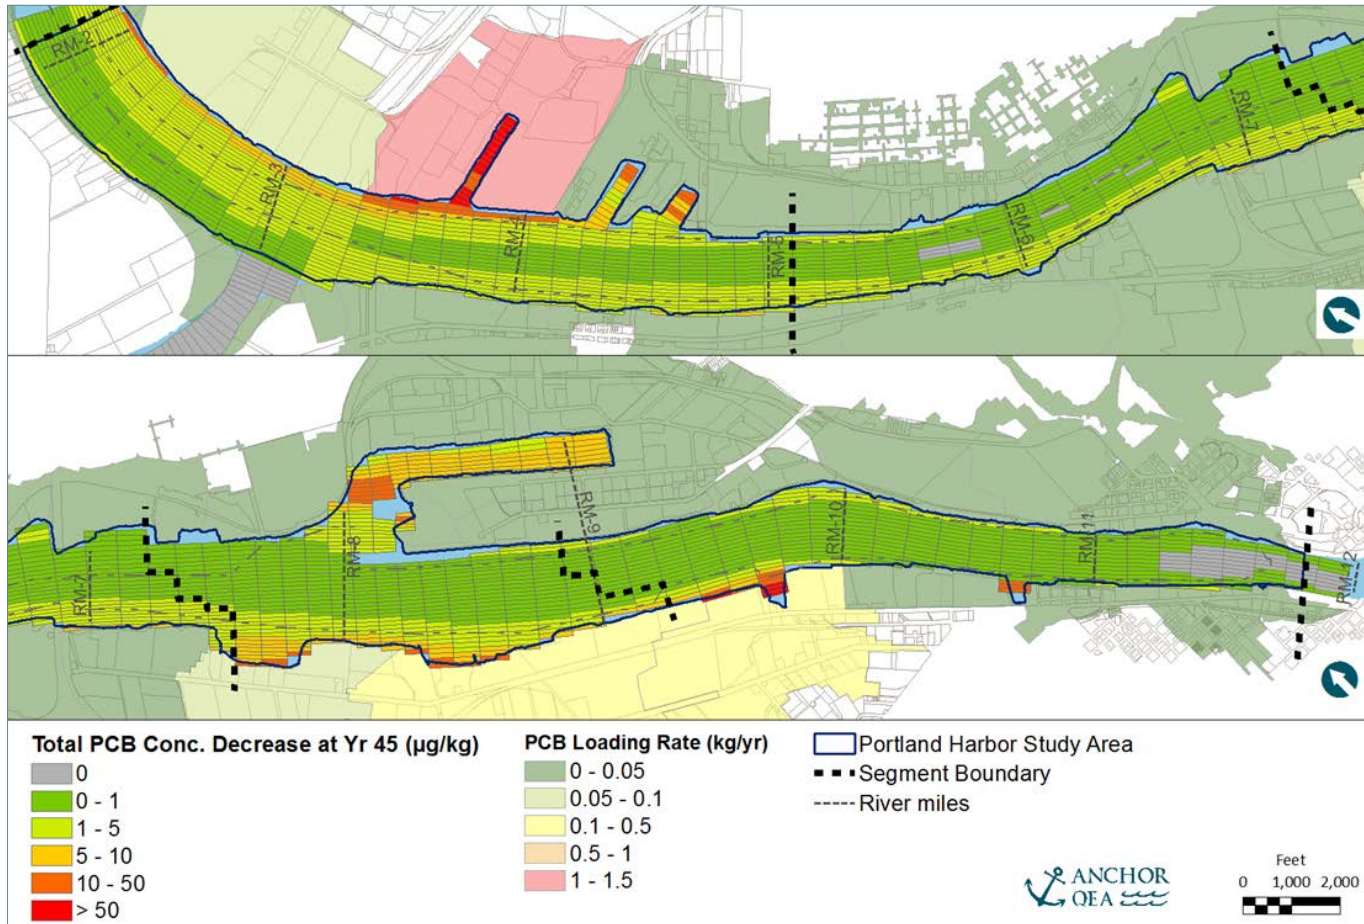 RM-2
RM-3
RM-4
RM-5
RM-6
RM-7
RM-7
RM-8
RM-9
RM-10
RM-11
RM-12
Total PCB Conc. Decrease at Yr 45 (µg/kg)
0
0 - 1
1 - 5
5 - 10
10 - 50
> 50
PCB Loading Rate (kg/yr)
0 - 0.05
0.05 - 0.1
0.1 - 0.5
0.5 - 1
1 - 1.5
Portland Harbor Study Area
Segment Boundary
River miles
ANCHOR
QEA
Feet
0 1,000 2,000